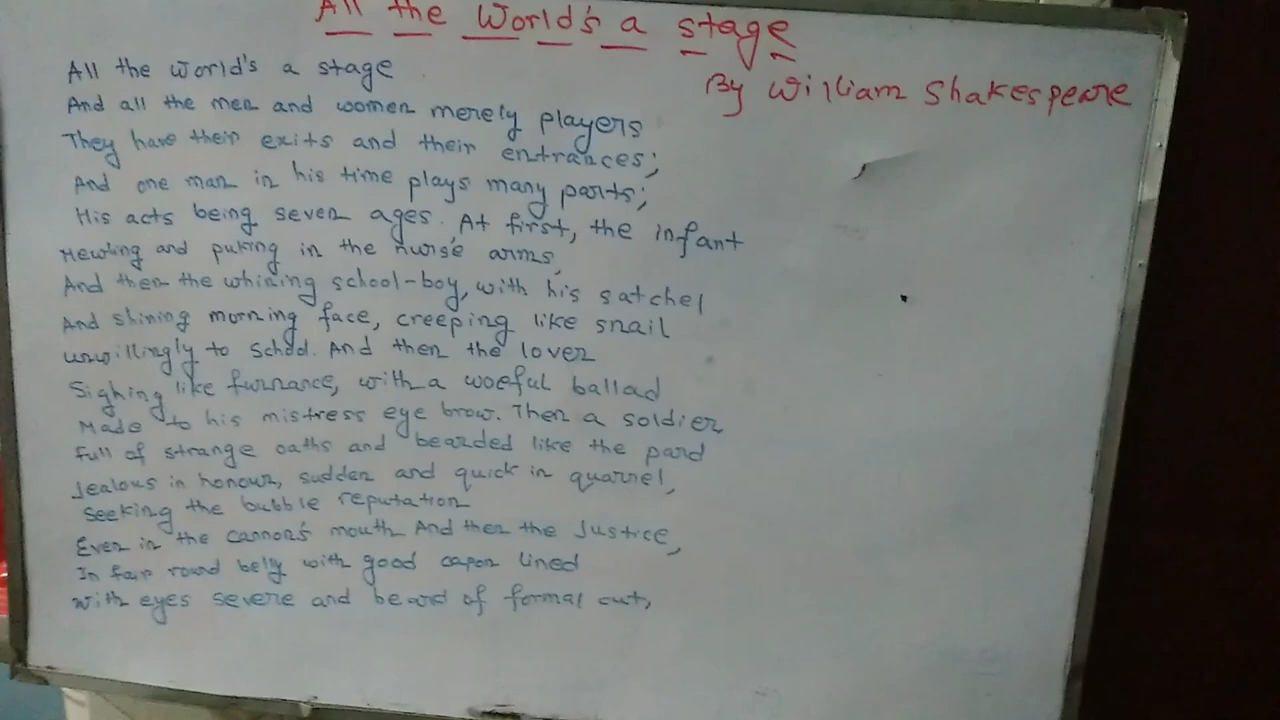 All the World's a stage
By William Shakespeare
All the world's a stage
And all the men and women merely players
They have their exits and their entrances;
And one man in his time plays many parts;
His acts being seven ages. At first, the infant
Mewling and puking in the nurse's arms,
And then the whining school-boy, with his satchel
And shining morning face, creeping like snail
unwillingly to school. And then the lover
Sighing like furnance, with a woeful ballad
Made to his mistress eye brow. Then a soldier
Full of strange oaths and bearded like the pard
Jealous in honour, sudden and quick in quarrel,
Seeking the bubble reputation
Even in the cannon's mouth And then the Justice,
In fair round belly with good capon lined
With eyes severe and beard of formal cut,